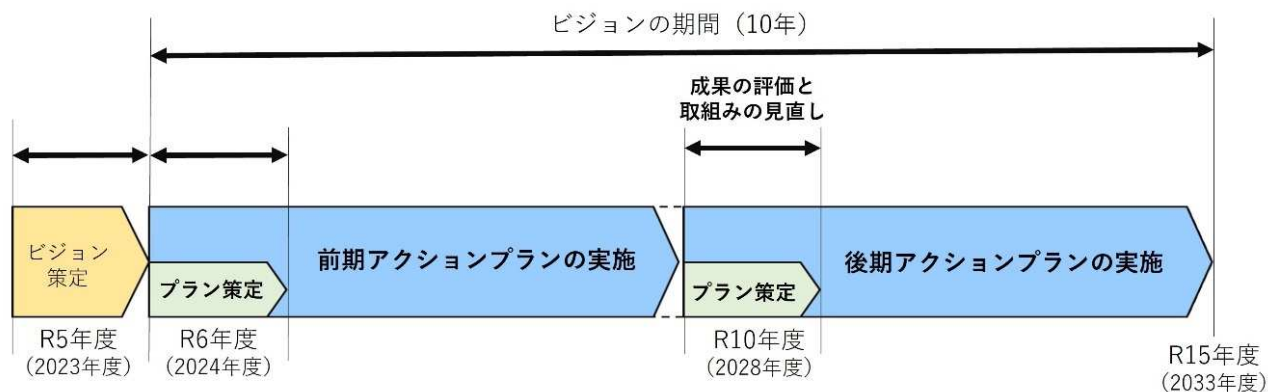 ビジョンの期間（10年）
成果の評価と
取組みの見直し
ビジョン
策定
前期アクションプランの実施
プラン策定
後期アクションプランの実施
プラン策定
R5年度
（2023年度）
R6年度
（2024年度）
R10年度
（2028年度）
R15年度
（2033年度）